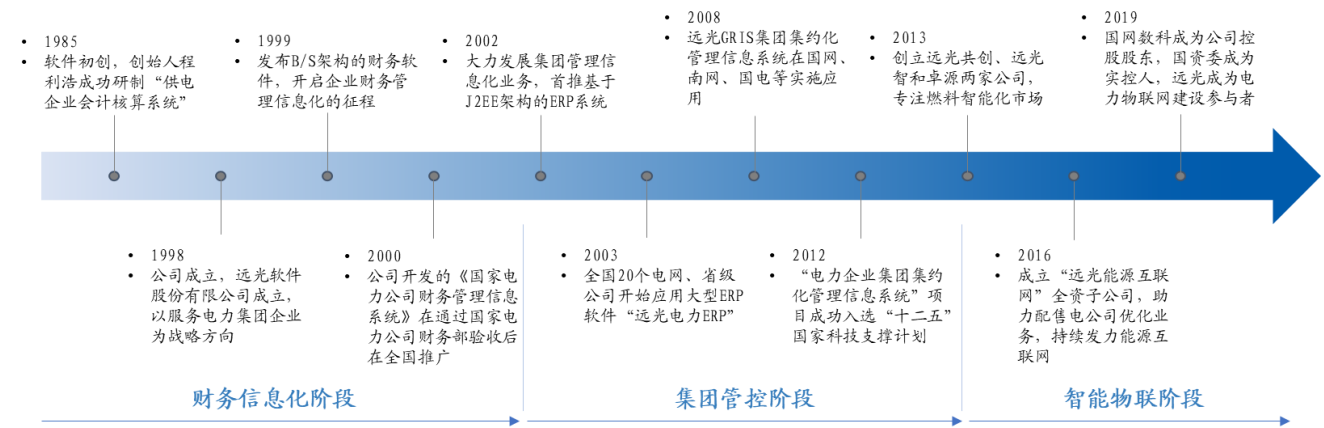 • 1985
• 软件初创，创始人程
利浩成功研制“供电
企业会计核算系统”
• 1999
• 发布B/S架构的财务软
件，开启企业财务管
理信息化的征程
• 2002
• 大力发展集团管理信
息化业务，首推基于
J2EE架构的ERP系统
• 2008
• 远光GRIS集团集约化
管理信息系统在国网、
南网、国电等实施应
用
• 2013
• 创立远光共创、远光
智和卓源两家公司，
专注燃料智能化市场
• 2019
• 国网数科成为公司控
股股东，国资委成为
实控人，远光成为电
力物联网建设参与者
• 1998
• 公司成立，远光软件
股份有限公司成立，
以服务电力集团企业
为战略方向
• 2000
• 公司开发的《国家电
力公司财务管理信息
系统》在通过国家电
力公司财务部验收后
在全国推广
• 2003
• 全国20个电网、省级
公司开始应用大型ERP
软件“远光电力ERP”
• 2012
• “电力企业集团集约
化管理信息系统”项
目成功入选“十二五”
国家科技支撑计划
• 2016
• 成立“远光能源互联
网”全资子公司，助
力配售电公司优化业
务，持续发力能源互
联网
财务信息化阶段
集团管控阶段
智能物联阶段